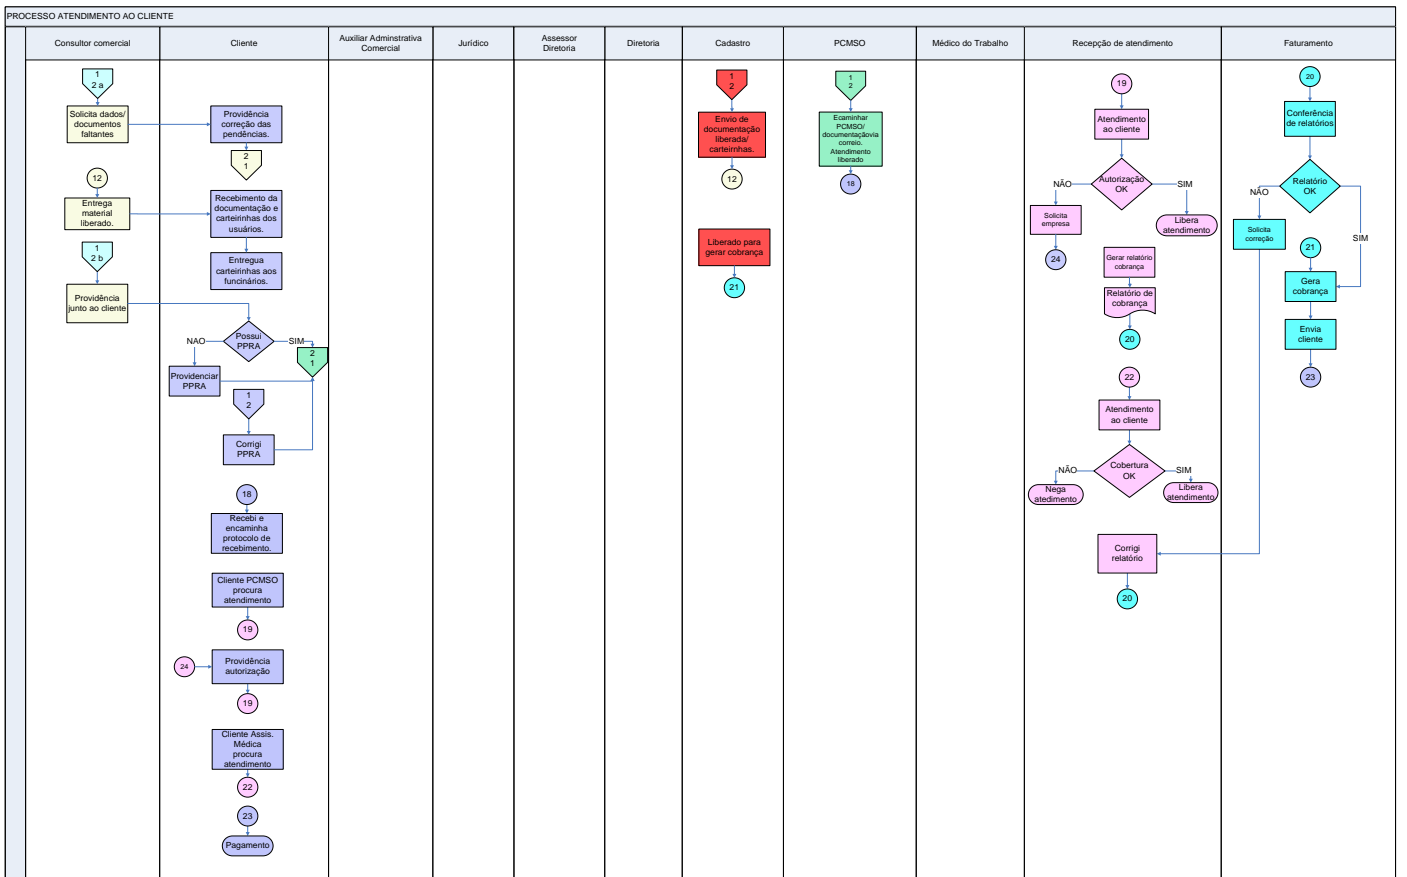 PROCESSO ATENDIMENTO AO CLIENTE
Consultor comercial
Cliente
Auxiliar Adminstrativa
Comercial
Jurídico
Assessor
Diretoria
Diretoria
Cadastro
PCMSO
Médico do Trabalho
Recepção de atendimento
Faturamento
1
2 a
Solicita dados/
documentos
faltantes
12
Entrega
material
liberado.
1
2 b
Providência
junto ao cliente
Providência
correção das
pendências.
2
1
Recebimento da
documentação e
carteirinhas dos
usuários.
Entregua
carteirinhas aos
funcinários.
Possui
PPRA
NAO
SIM
2
1
Providenciar
PPRA
1
2
Corrigi
PPRA
18
Recebi e
encaminha
protocolo de
recebimento.
Cliente PCMSO
procura
atendimento
19
24
Providência
autorização
19
Cliente Assis.
Médica
procura
atendimento
22
23
Pagamento
1
2
Envio de
documentação
liberada/
carteirnhas.
12
Liberado para
gerar cobrança
21
1
2
Ecaminhar
PCMSO/
documentaçãovia
correio.
Atendimento
liberado
18
19
Atendimento
ao cliente
Autorização
OK
NÃO
SIM
Solicita
empresa
24
Libera
atendimento
Gerar relatório
cobrança
Relatório de
cobrança
20
22
Atendimento
ao cliente
Cobertura
OK
NÃO
SIM
Nega
atedimento
Libera
atendimento
Corrigi
relatório
20
20
Conferência
de relatórios
Relatório
OK
NÃO
SIM
Solicita
correção
21
Gera
cobrança
Envia
cliente
23